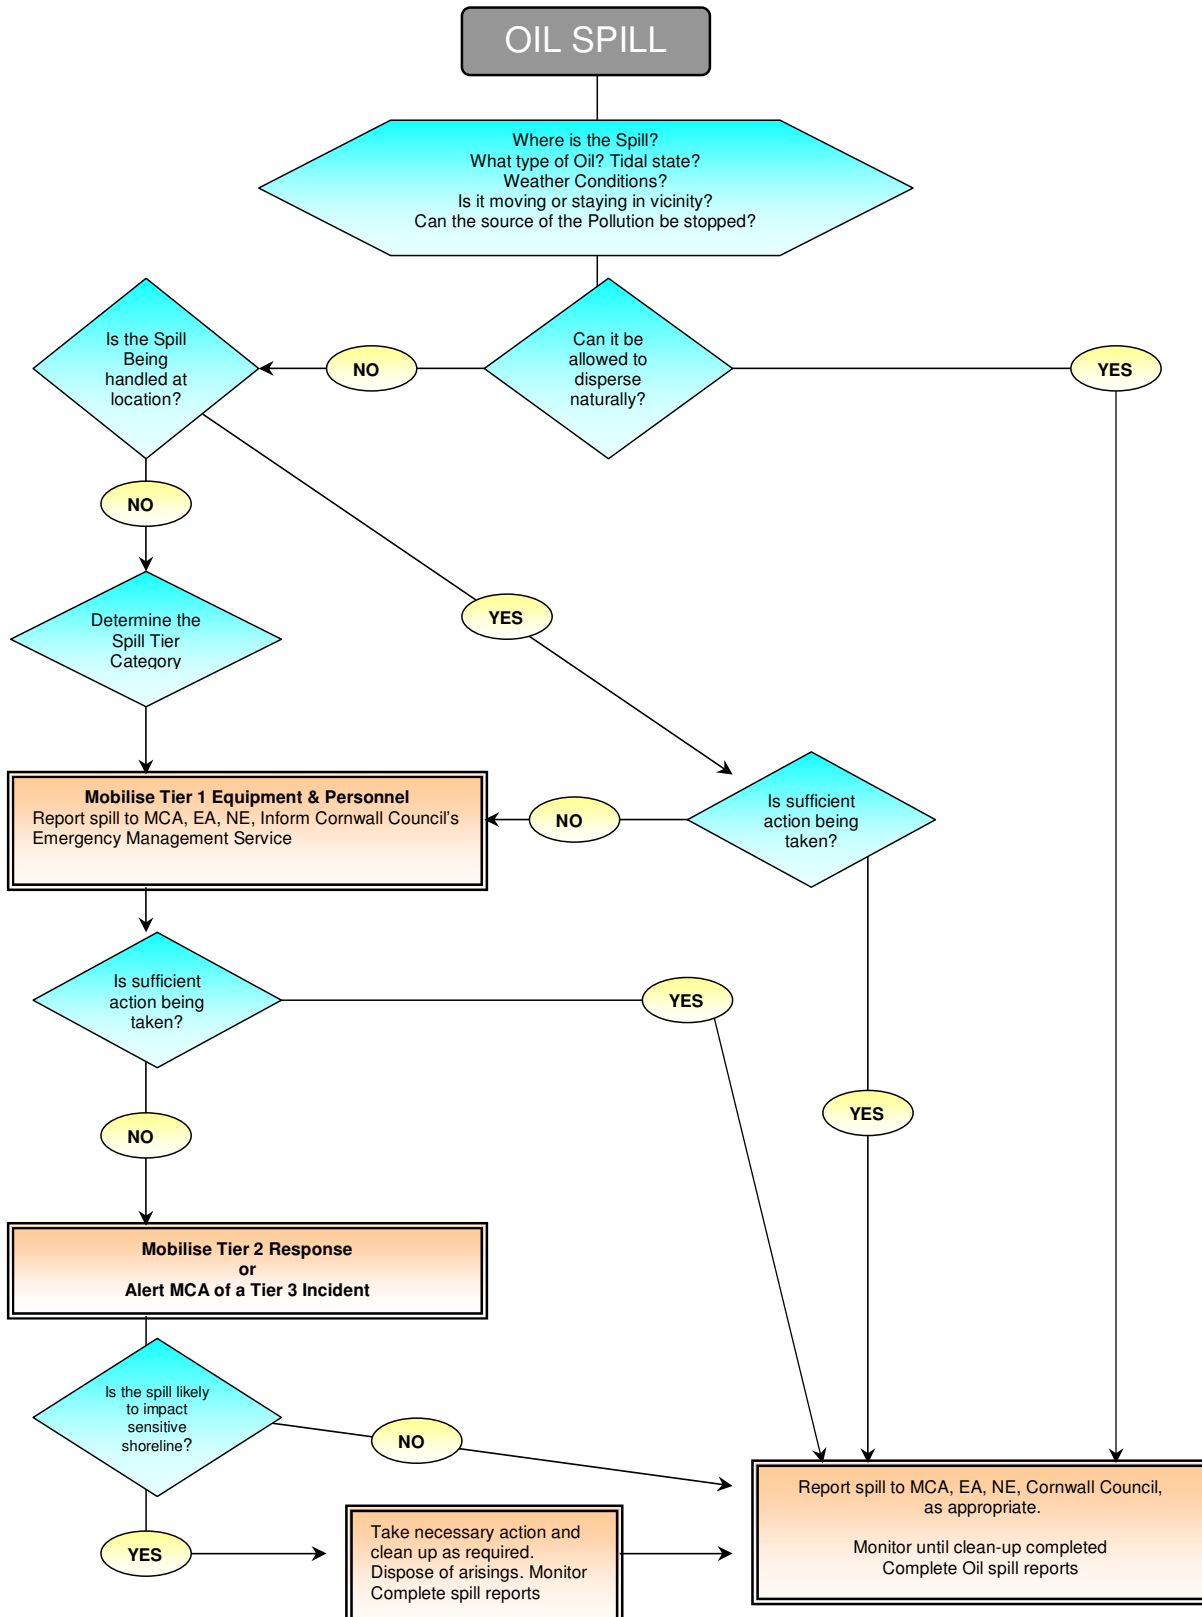 OIL SPILL
Where is the Spill?
What type of Oil? Tidal state?
Weather Conditions?
Is it moving or staying in vicinity?
Can the source of the Pollution be stopped?
Is the Spill
Being
handled at
location?
NO
Can it be
allowed to
disperse
naturally?
YES
NO
YES
Determine the
Spill Tier
Category
Mobilise Tier 1 Equipment & Personnel
Report spill to MCA, EA, NE, Inform Cornwall Council's
Emergency Management Service
NO
Is sufficient
action being
taken?
Is sufficient
action being
taken?
YES
YES
NO
Mobilise Tier 2 Response
or
Alert MCA of a Tier 3 Incident
Is the spill likely
to impact
sensitive
shoreline?
NO
YES
Take necessary action and
clean up as required.
Dispose of arisings. Monitor
Complete spill reports
Report spill to MCA, EA, NE, Cornwall Council,
as appropriate.
Monitor until clean-up completed
Complete Oil spill reports